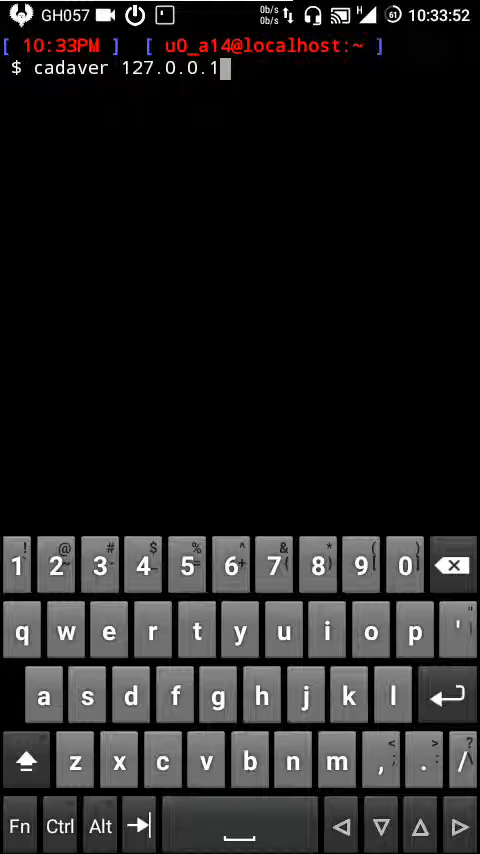 GH057 0b/s 0b/s H 61 10:33:52
[ 10:33PM ] [ u0_a14@localhost:~ ]
$ cadaver 127.0.0.1
! @ # $ % ^ & * ( )
1 2 3 4 5 6 7 8 9 0
q w e r t y u i o p '
a s d f g h j k l
z x c v b n m , . /
Fn Ctrl Alt